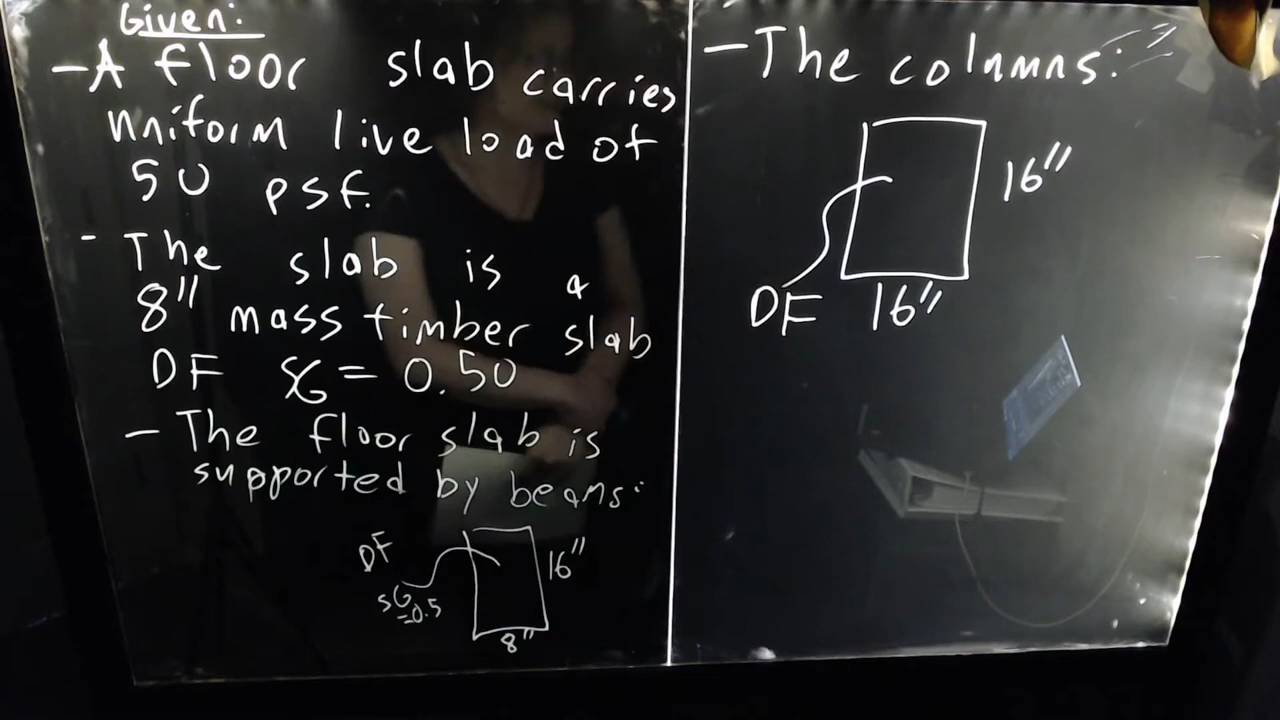 Given:
- A floor slab carries
uniform live load of
50 psf.
- The slab is a
8" mass timber slab
DF SG = 0.50
- The floor slab is
supported by beams:
DF
SG
=0.5
16"
8"
- The columns:
16"
DF 16"